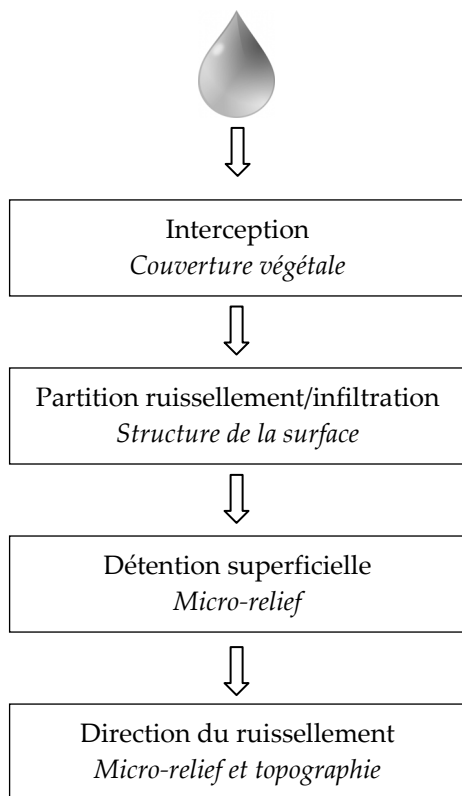 Interception
Couverture végétale
Partition ruissellement/infiltration
Structure de la surface
Détention superficielle
Micro-relief
Direction du ruissellement
Micro-relief et topographie